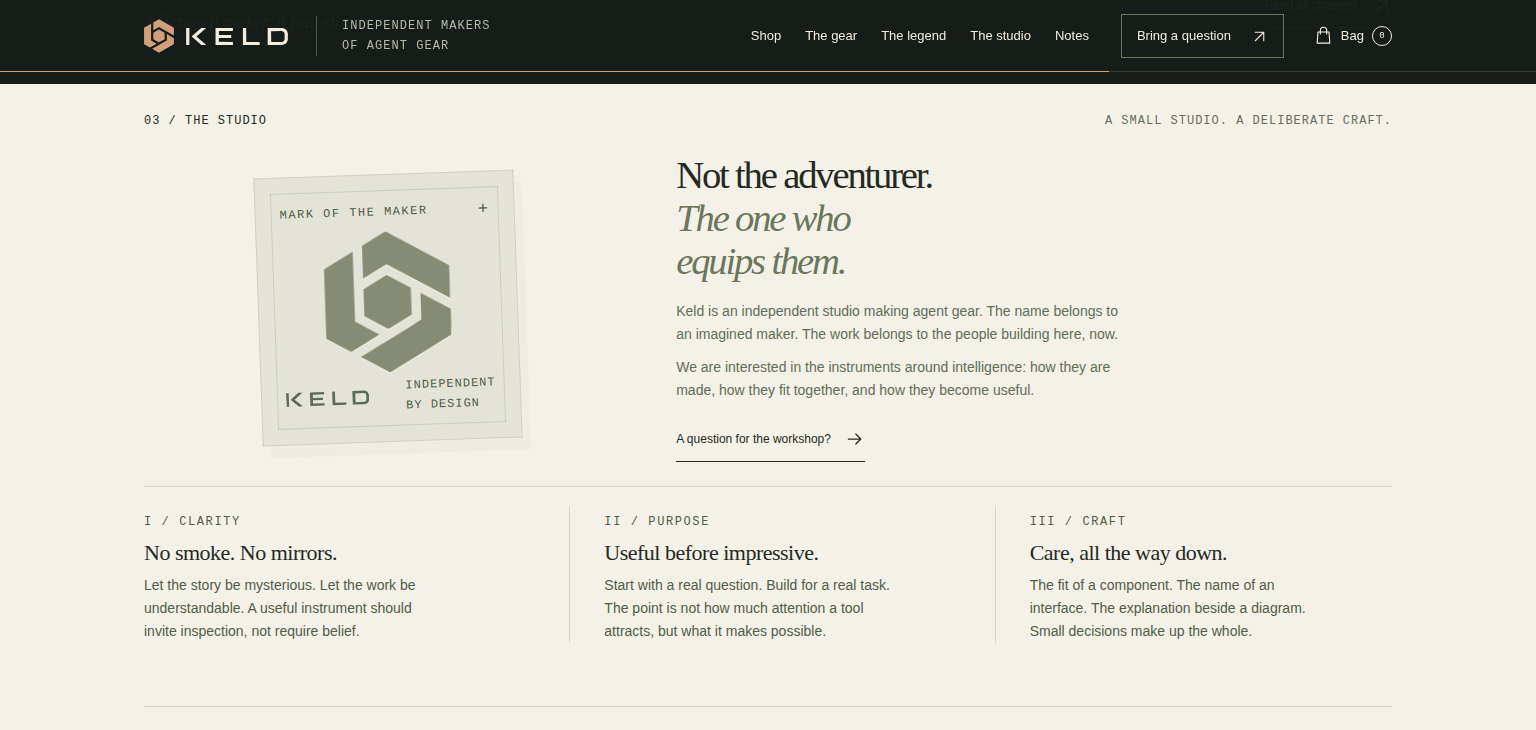 KELD
INDEPENDENT MAKERS
OF AGENT GEAR
Shop
The gear
The legend
The studio
Notes
Bring a question
Bag 0
Read all chapters
03 / THE STUDIO
A SMALL STUDIO. A DELIBERATE CRAFT.
MARK OF THE MAKER +
KELD
INDEPENDENT
BY DESIGN
Not the adventurer.
The one who
equips them.
Keld is an independent studio making agent gear. The name belongs to
an imagined maker. The work belongs to the people building here, now.
We are interested in the instruments around intelligence: how they are
made, how they fit together, and how they become useful.
A question for the workshop?
I / CLARITY
No smoke. No mirrors.
Let the story be mysterious. Let the work be
understandable. A useful instrument should
invite inspection, not require belief.
II / PURPOSE
Useful before impressive.
Start with a real question. Build for a real task.
The point is not how much attention a tool
attracts, but what it makes possible.
III / CRAFT
Care, all the way down.
The fit of a component. The name of an
interface. The explanation beside a diagram.
Small decisions make up the whole.